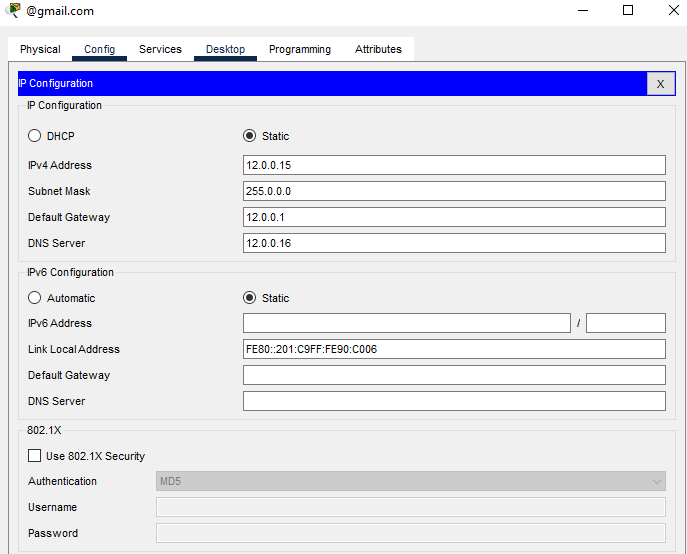 @gmail.com
Physical Config Services Desktop Programming Attributes
IP Configuration X
IP Configuration
DHCP Static
IPv4 Address 12.0.0.15
Subnet Mask 255.0.0.0
Default Gateway 12.0.0.1
DNS Server 12.0.0.16
IPv6 Configuration
Automatic Static
IPv6 Address /
Link Local Address FE80::201:C9FF:FE90:C006
Default Gateway
DNS Server
802.1X
Use 802.1X Security
Authentication MD5
Username
Password